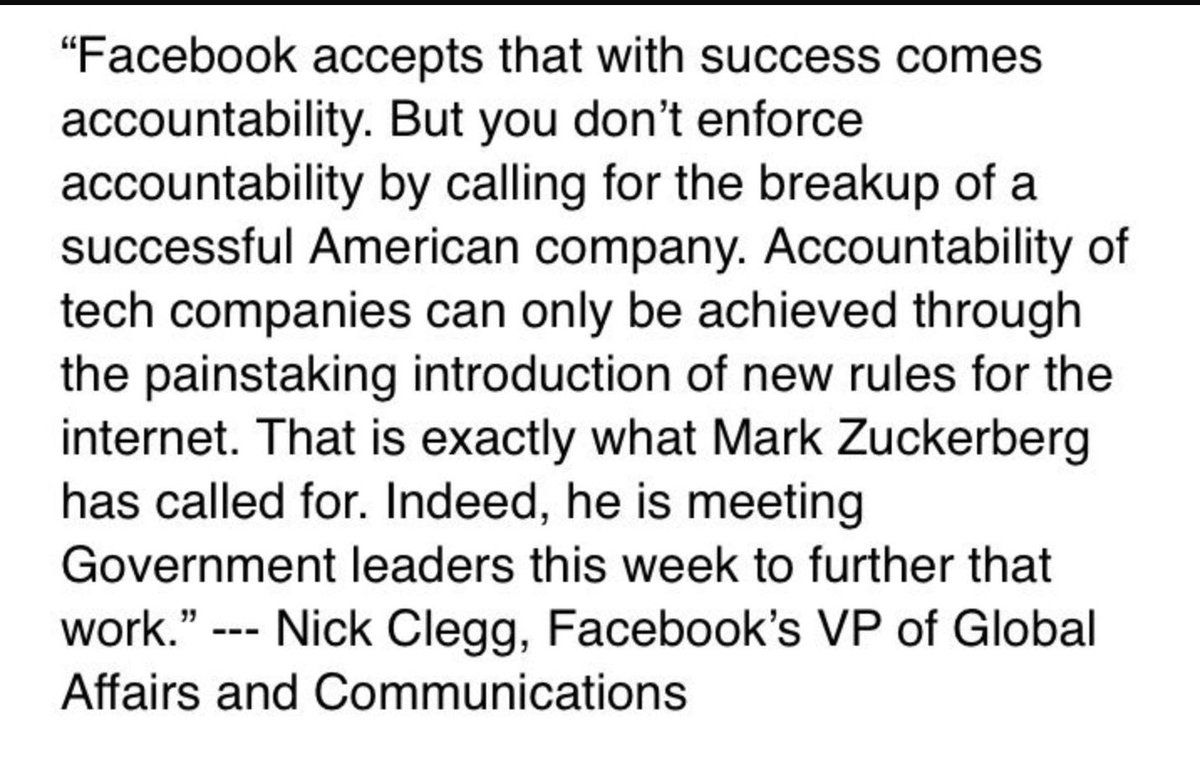 “Facebook accepts that with success comes
accountability. But you don’t enforce
accountability by calling for the breakup of a
successful American company. Accountability of
tech companies can only be achieved through
the painstaking introduction of new rules for the
internet. That is exactly what Mark Zuckerberg
has called for. Indeed, he is meeting
Government leaders this week to further that
work.” --- Nick Clegg, Facebook’s VP of Global
Affairs and Communications